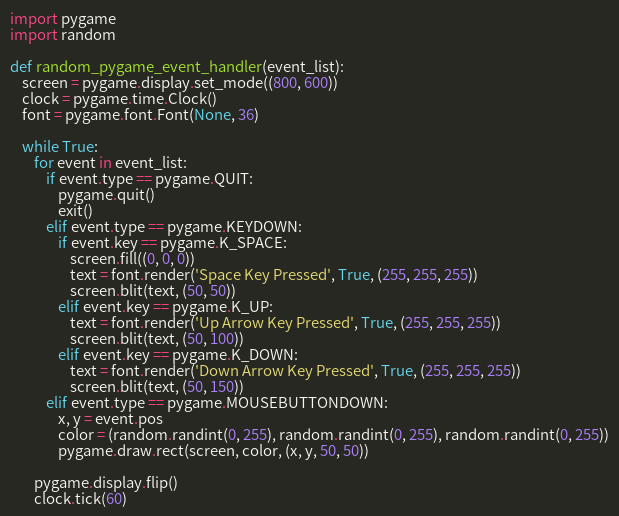 import pygame
import random

def random_pygame_event_handler(event_list):
    screen = pygame.display.set_mode((800, 600))
    clock = pygame.time.Clock()
    font = pygame.font.Font(None, 36)

    while True:
        for event in event_list:
            if event.type == pygame.QUIT:
                pygame.quit()
                exit()
            elif event.type == pygame.KEYDOWN:
                if event.key == pygame.K_SPACE:
                    screen.fill((0, 0, 0))
                    text = font.render('Space Key Pressed', True, (255, 255, 255))
                    screen.blit(text, (50, 50))
                elif event.key == pygame.K_UP:
                    text = font.render('Up Arrow Key Pressed', True, (255, 255, 255))
                    screen.blit(text, (50, 100))
                elif event.key == pygame.K_DOWN:
                    text = font.render('Down Arrow Key Pressed', True, (255, 255, 255))
                    screen.blit(text, (50, 150))
            elif event.type == pygame.MOUSEBUTTONDOWN:
                x, y = event.pos
                color = (random.randint(0, 255), random.randint(0, 255), random.randint(0, 255))
                pygame.draw.rect(screen, color, (x, y, 50, 50))

        pygame.display.flip()
        clock.tick(60)